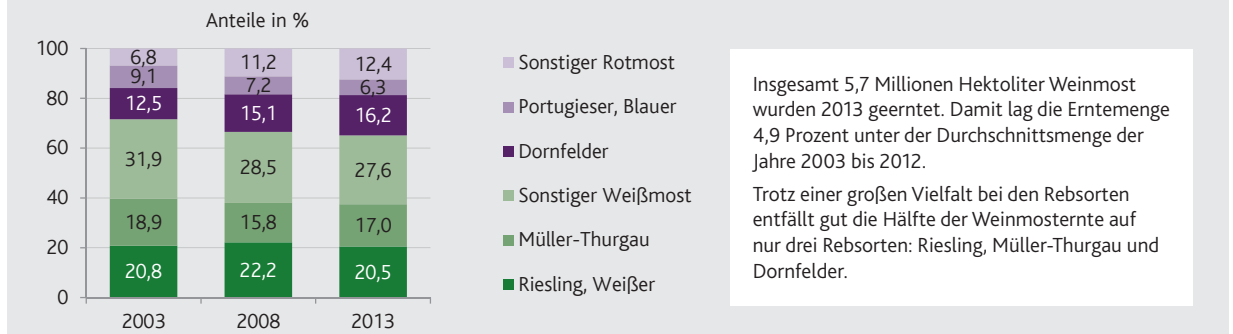 Anteile in %
100
80
60
40
20
0
6,8
9,1
12,5
31,9
18,9
20,8
11,2
7,2
15,1
28,5
15,8
22,2
12,4
6,3
16,2
27,6
17,0
20,5
2003 2008 2013
Sonstiger Rotmost
Portugieser, Blauer
Dornfelder
Sonstiger Weißmost
Müller-Thurgau
Riesling, Weißer
Insgesamt 5,7 Millionen Hektoliter Weinmost
wurden 2013 geerntet. Damit lag die Erntemenge
4,9 Prozent unter der Durchschnittsmenge der
Jahre 2003 bis 2012.
Trotz einer großen Vielfalt bei den Rebsorten
entfällt gut die Hälfte der Weinmosternte auf
nur drei Rebsorten: Riesling, Müller-Thurgau und
Dornfelder.